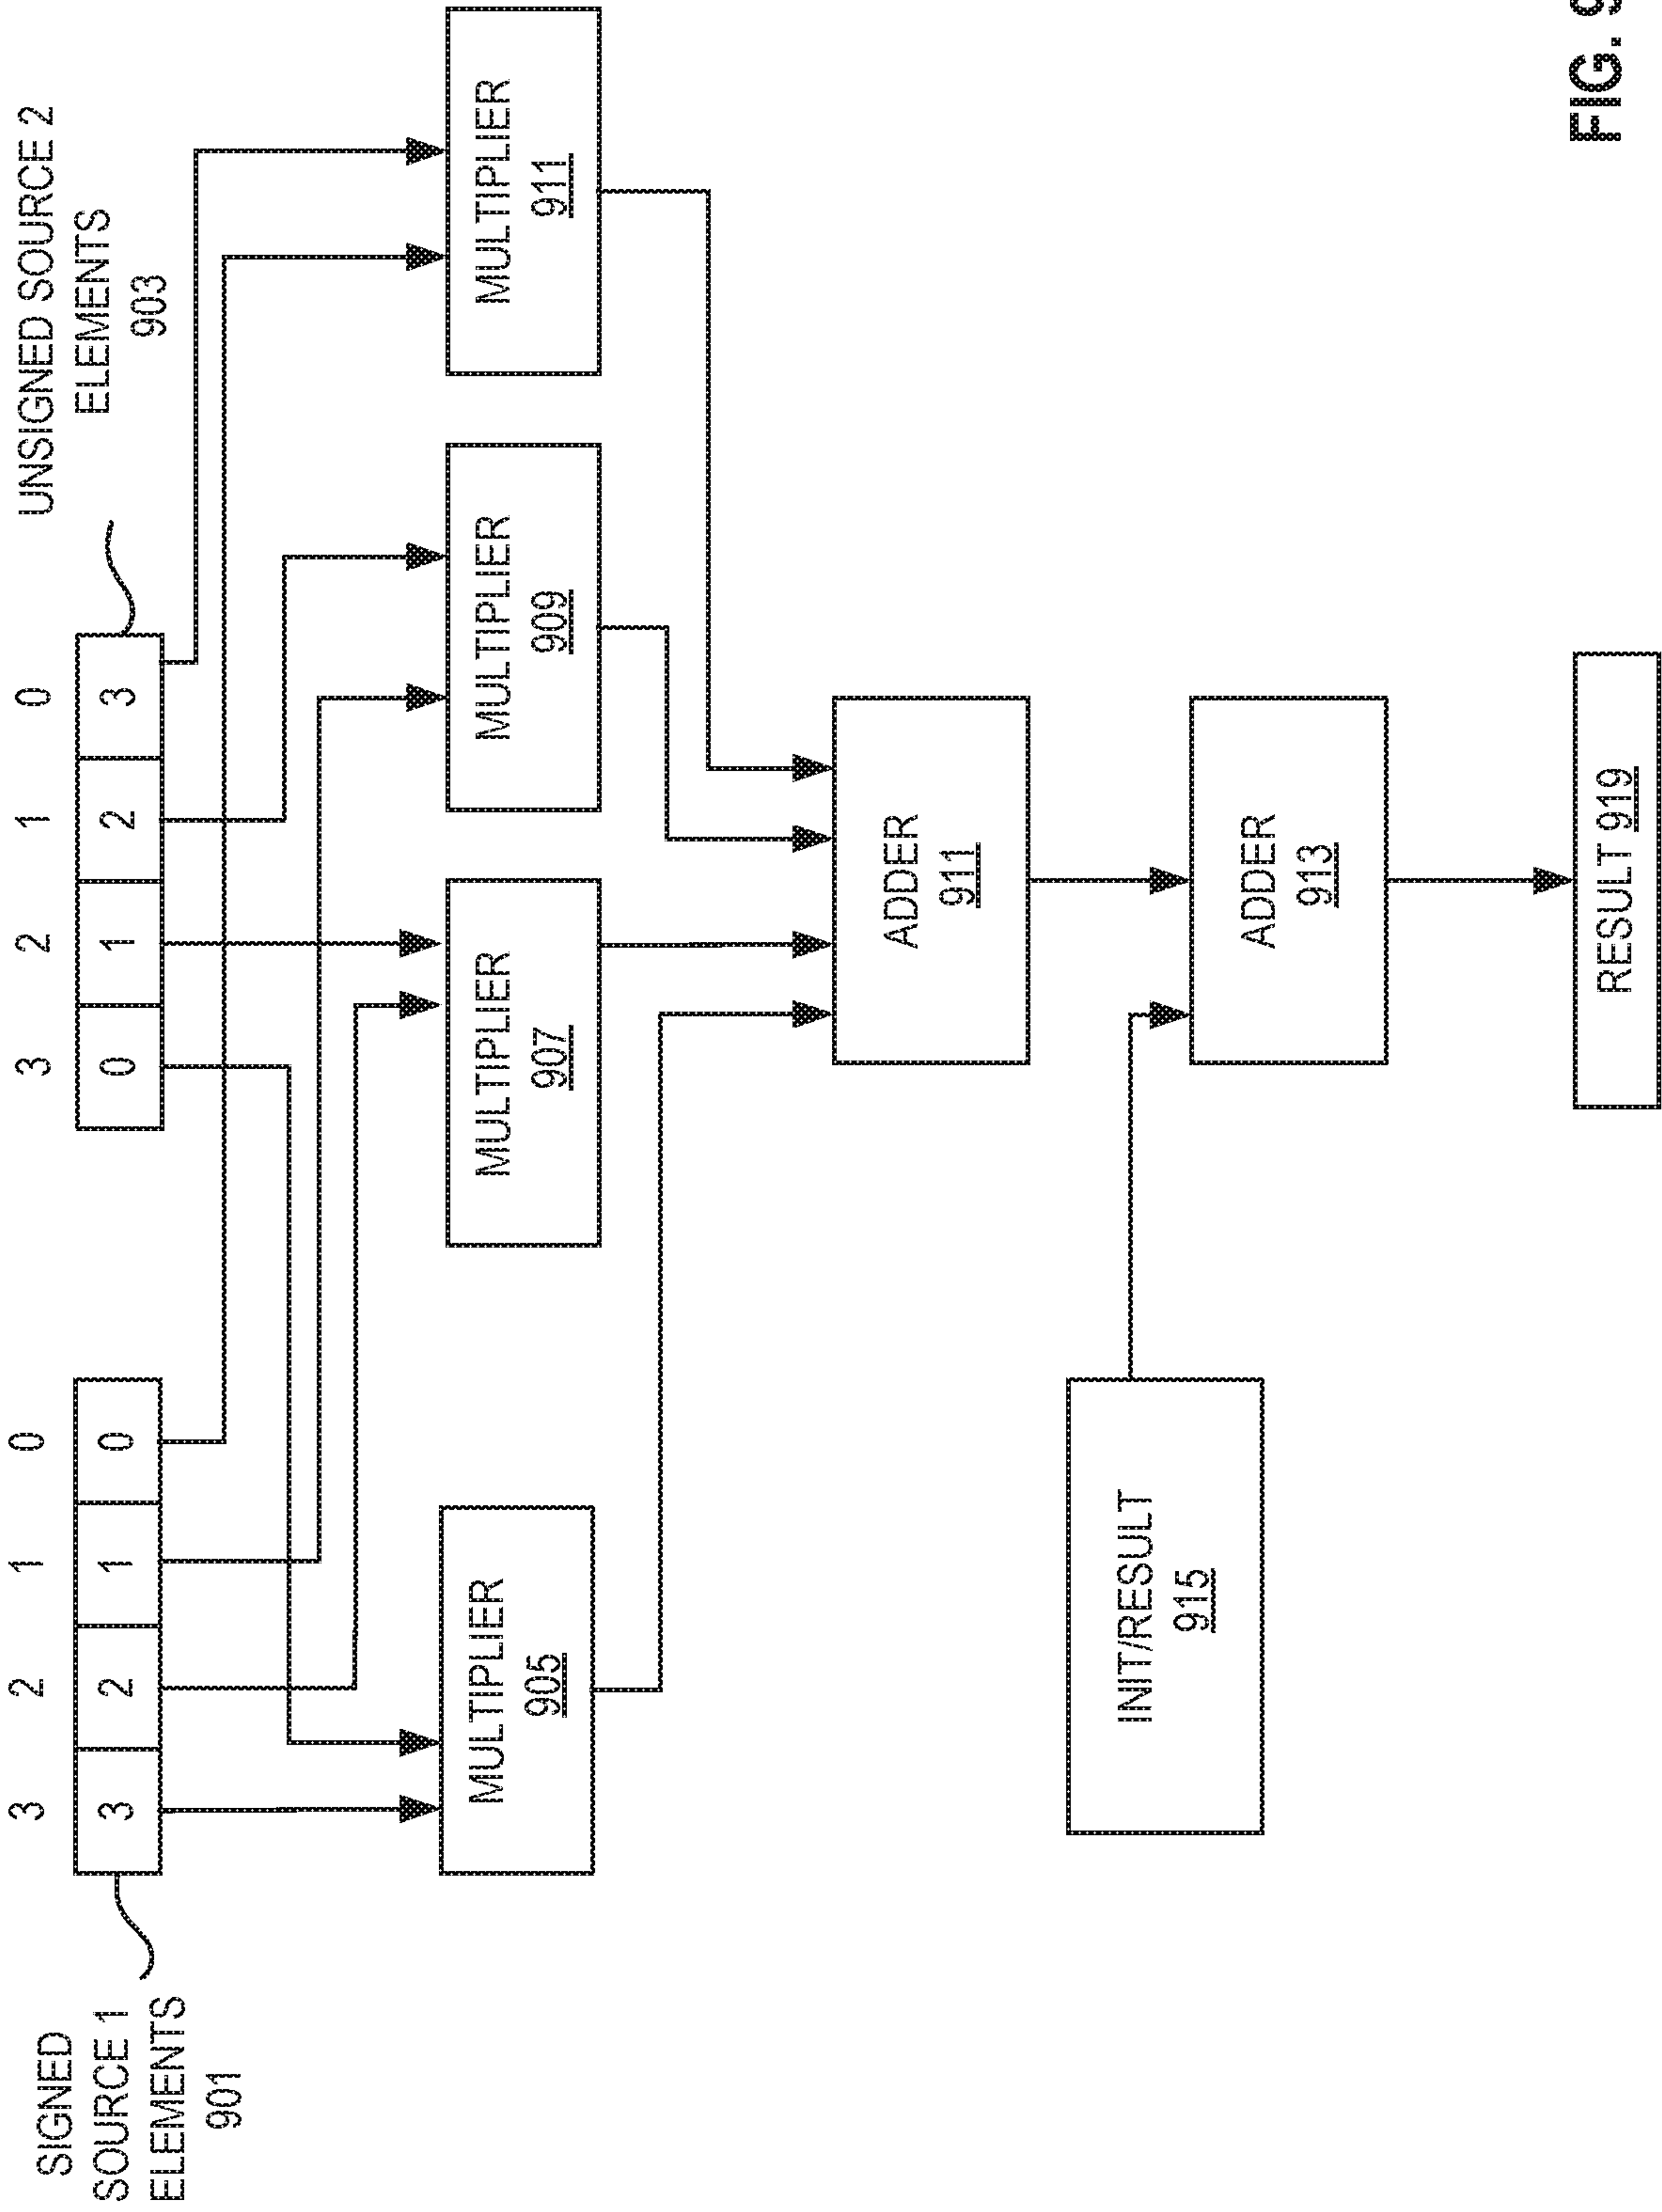 SIGNED
SOURCE 1
ELEMENTS
901
3 2 1 0
3 2 1 0
3 2 1 0
0 1 2 3
UNSIGNED SOURCE 2
ELEMENTS
903
MULTIPLIER
905
MULTIPLIER
907
MULTIPLIER
909
MULTIPLIER
911
ADDER
911
INIT/RESULT
915
ADDER
913
RESULT 919
FIG. 9